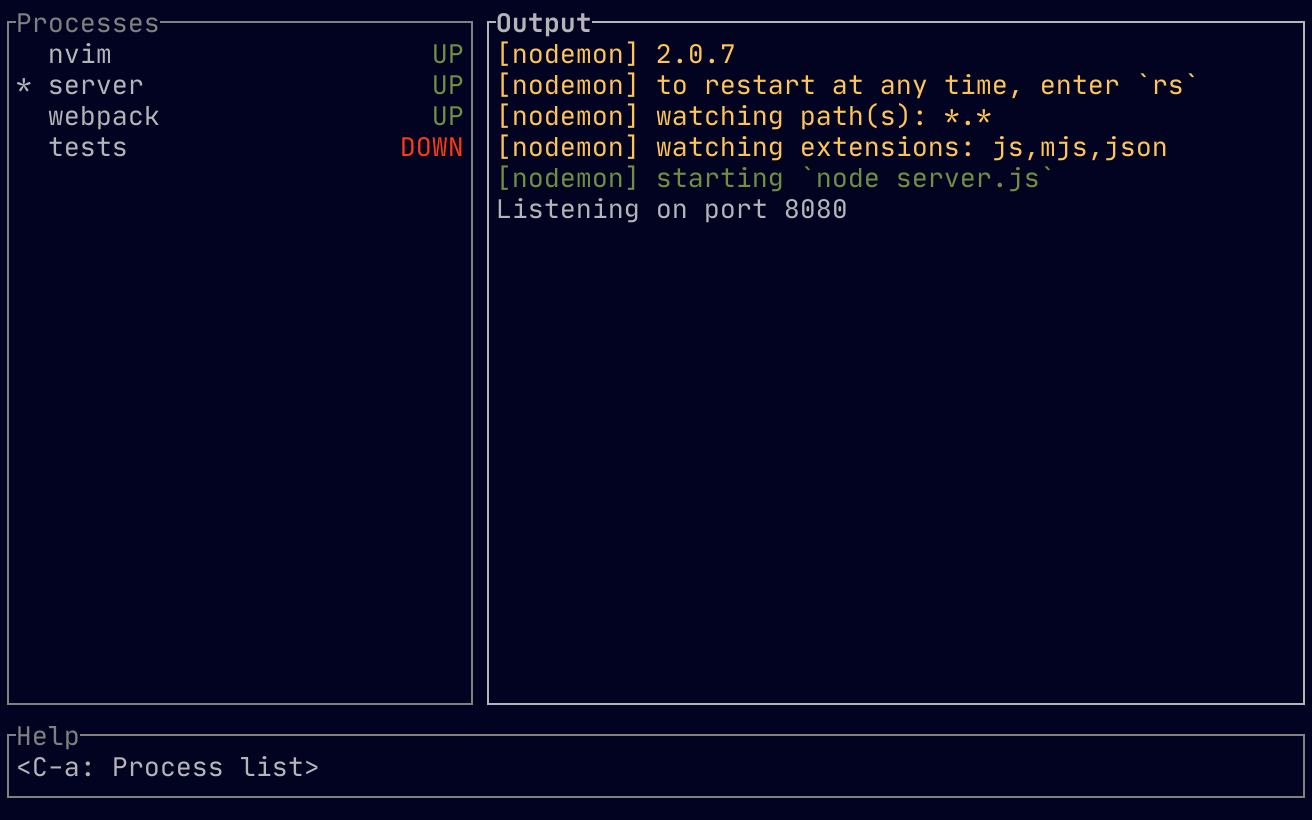 Processes
nvim UP
* server UP
webpack UP
tests DOWN
Output
[nodemon] 2.0.7
[nodemon] to restart at any time, enter `rs`
[nodemon] watching path(s): *.*
[nodemon] watching extensions: js,mjs,json
[nodemon] starting `node server.js`
Listening on port 8080
Help
<C-a: Process list>